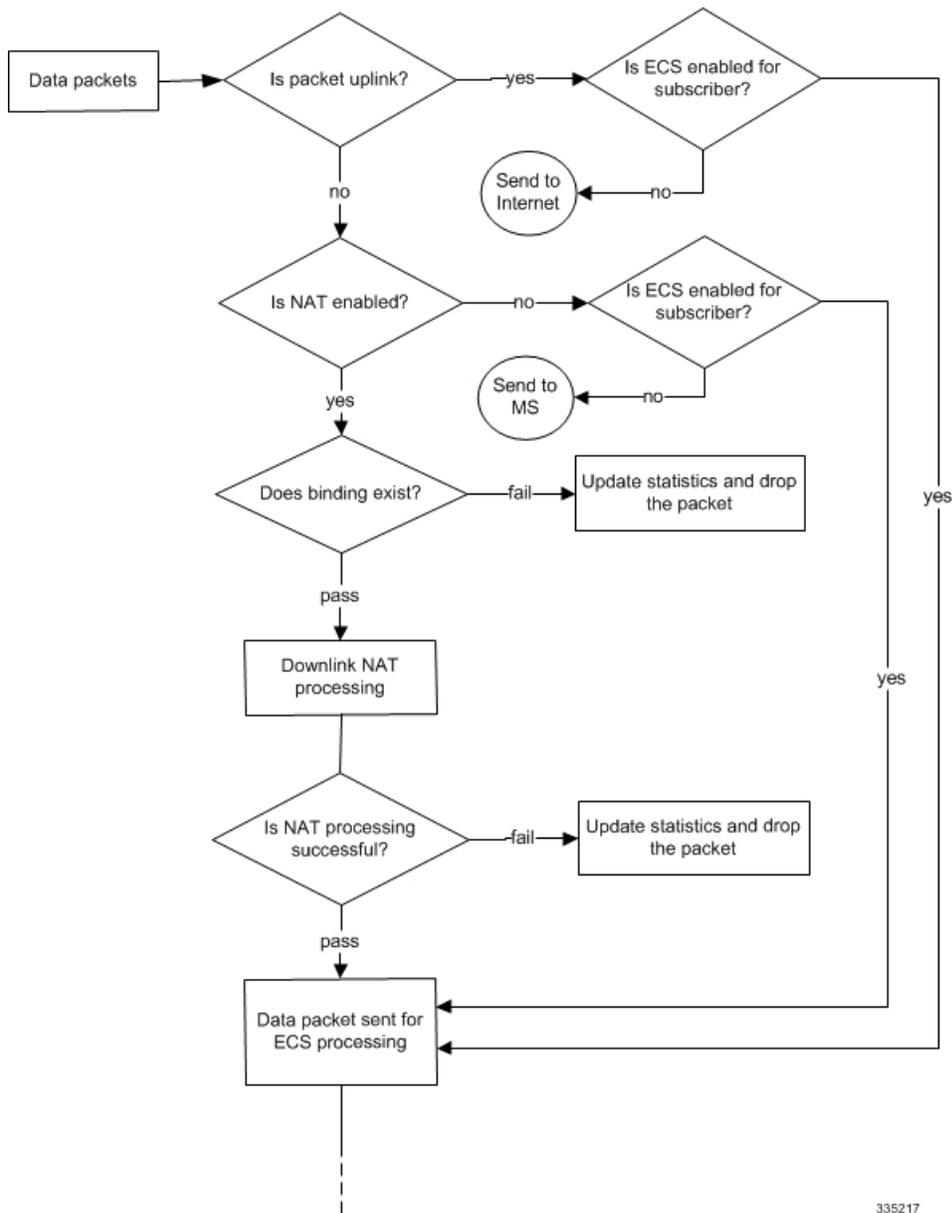 Data packets
Is packet uplink?
yes
Is ECS enabled for
subscriber?
no
Send to
Internet
no
Is NAT enabled?
no
Is ECS enabled for
subscriber?
yes
Send to
MS
no
Does binding exist?
fail
Update statistics and drop
the packet
yes
pass
Downlink NAT
processing
yes
Is NAT processing
successful?
fail
Update statistics and drop
the packet
pass
Data packet sent for
ECS processing
335217